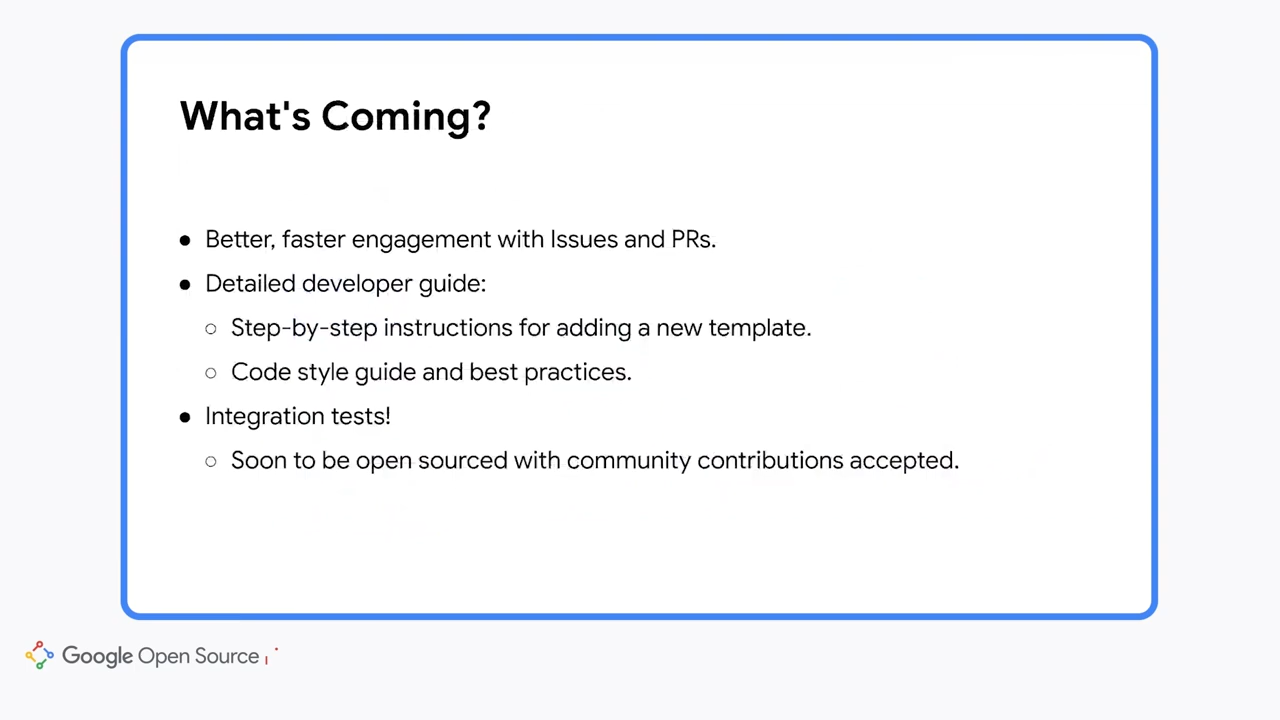 What's Coming?
● Better, faster engagement with Issues and PRs.
● Detailed developer guide:
○ Step-by-step instructions for adding a new template.
○ Code style guide and best practices.
● Integration tests!
○ Soon to be open sourced with community contributions accepted.
Google Open Source